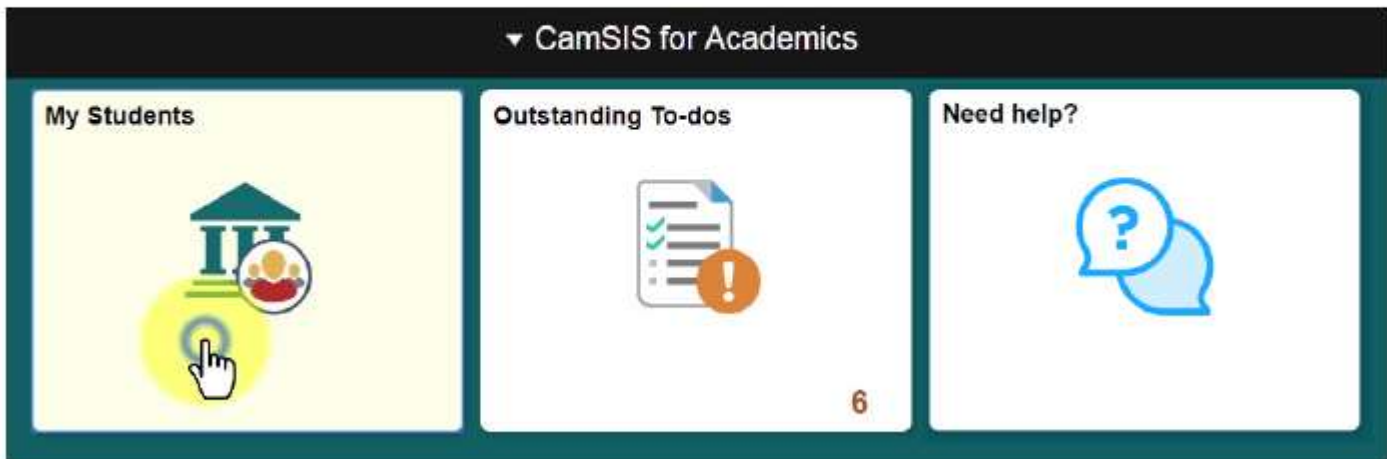 CamSIS for Academics
My Students
Outstanding To-dos
Need help?
?
!
6